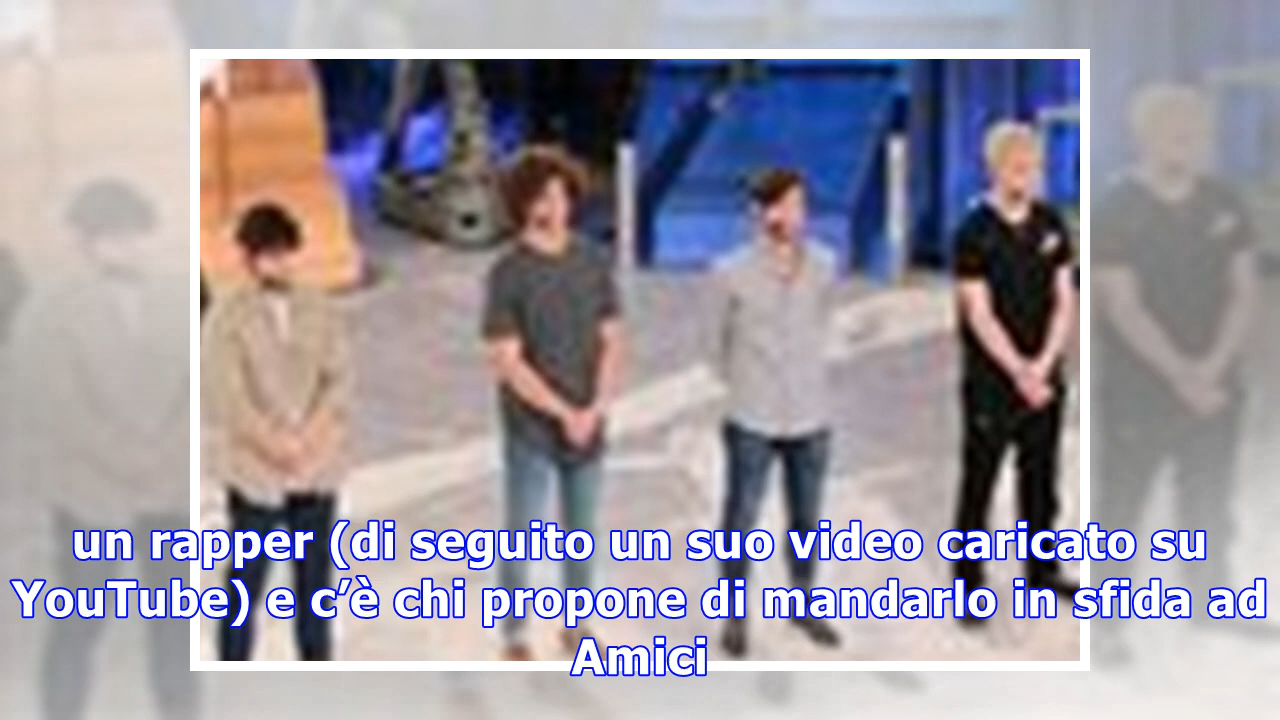 un rapper (di seguito un suo video caricato su
YouTube) e c’è chi propone di mandarlo in sfida ad
Amici